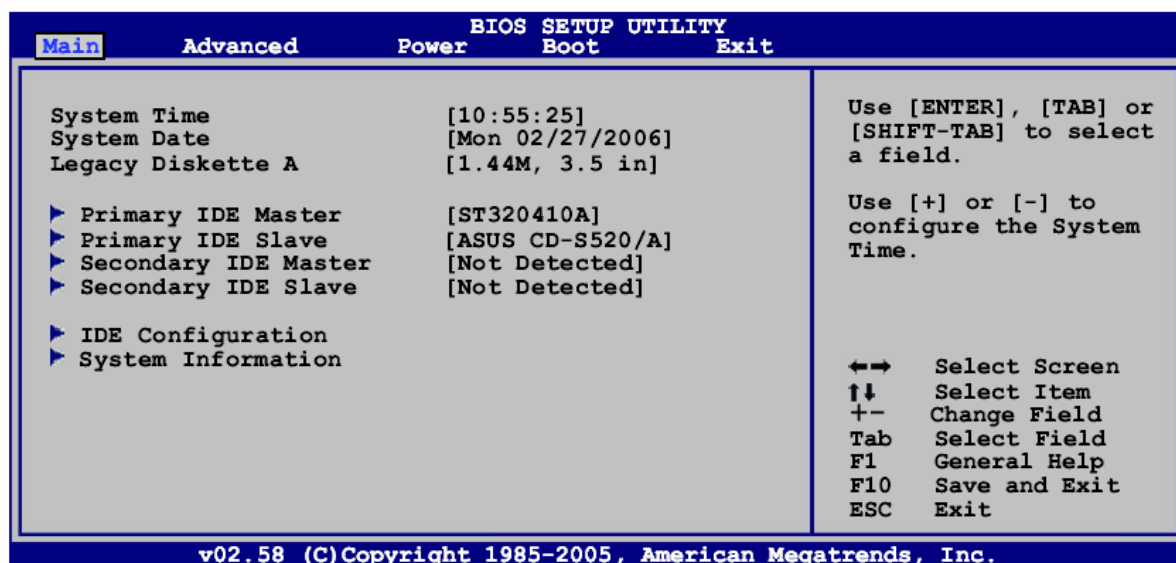 BIOS SETUP UTILITY
Main Advanced Power Boot Exit
System Time [10:55:25]
System Date [Mon 02/27/2006]
Legacy Diskette A [1.44M, 3.5 in]
Primary IDE Master [ST320410A]
Primary IDE Slave [ASUS CD-S520/A]
Secondary IDE Master [Not Detected]
Secondary IDE Slave [Not Detected]
IDE Configuration
System Information
Use [ENTER], [TAB] or
[SHIFT-TAB] to select
a field.
Use [+] or [-] to
configure the System
Time.
←→ Select Screen
↑↓ Select Item
+- Change Field
Tab Select Field
F1 General Help
F10 Save and Exit
ESC Exit
v02.58 (C)Copyright 1985-2005, American Megatrends, Inc.